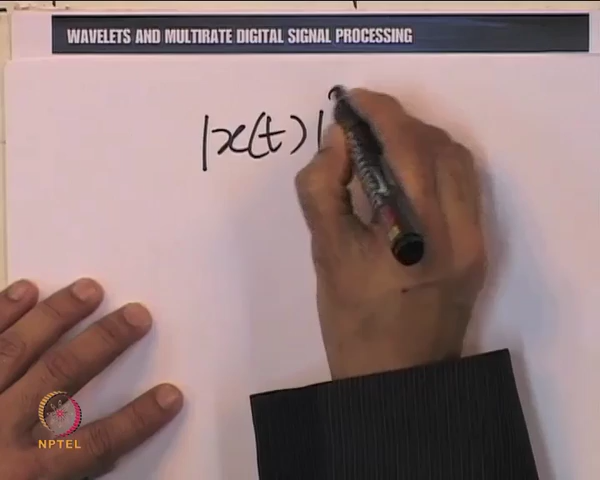 WAVELETS AND MULTIRATE DIGITAL SIGNAL PROCESSING
|x(t)|
NPTEL